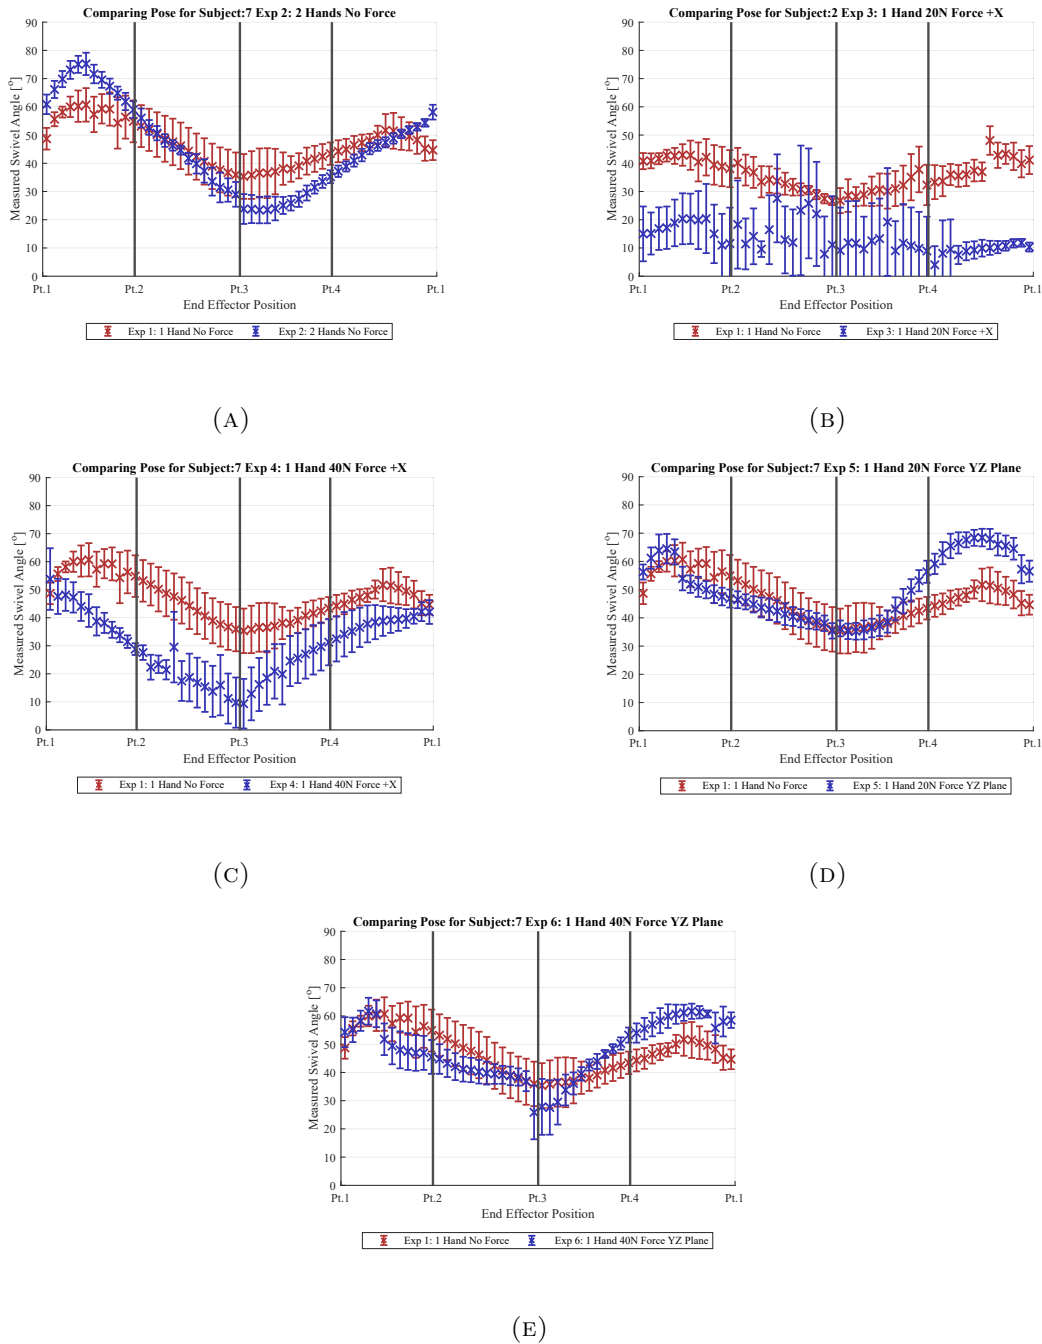 Comparing Pose for Subject:7 Exp 2: 2 Hands No Force
90
80
70
60
50
40
30
20
10
0
Measured Swivel Angle [°]
Pt.1 Pt.2 Pt.3 Pt.4 Pt.1
End Effector Position
Exp 1: 1 Hand No Force Exp 2: 2 Hands No Force
(A)
Comparing Pose for Subject:2 Exp 3: 1 Hand 20N Force +X
90
80
70
60
50
40
30
20
10
0
Measured Swivel Angle [°]
Pt.1 Pt.2 Pt.3 Pt.4 Pt.1
End Effector Position
Exp 1: 1 Hand No Force Exp 3: 1 Hand 20N Force +X
(B)
Comparing Pose for Subject:7 Exp 4: 1 Hand 40N Force +X
90
80
70
60
50
40
30
20
10
0
Measured Swivel Angle [°]
Pt.1 Pt.2 Pt.3 Pt.4 Pt.1
End Effector Position
Exp 1: 1 Hand No Force Exp 4: 1 Hand 40N Force +X
(C)
Comparing Pose for Subject:7 Exp 5: 1 Hand 20N Force YZ Plane
90
80
70
60
50
40
30
20
10
0
Measured Swivel Angle [°]
Pt.1 Pt.2 Pt.3 Pt.4 Pt.1
End Effector Position
Exp 1: 1 Hand No Force Exp 5: 1 Hand 20N Force YZ Plane
(D)
Comparing Pose for Subject:7 Exp 6: 1 Hand 40N Force YZ Plane
90
80
70
60
50
40
30
20
10
0
Measured Swivel Angle [°]
Pt.1 Pt.2 Pt.3 Pt.4 Pt.1
End Effector Position
Exp 1: 1 Hand No Force Exp 6: 1 Hand 40N Force YZ Plane
(E)